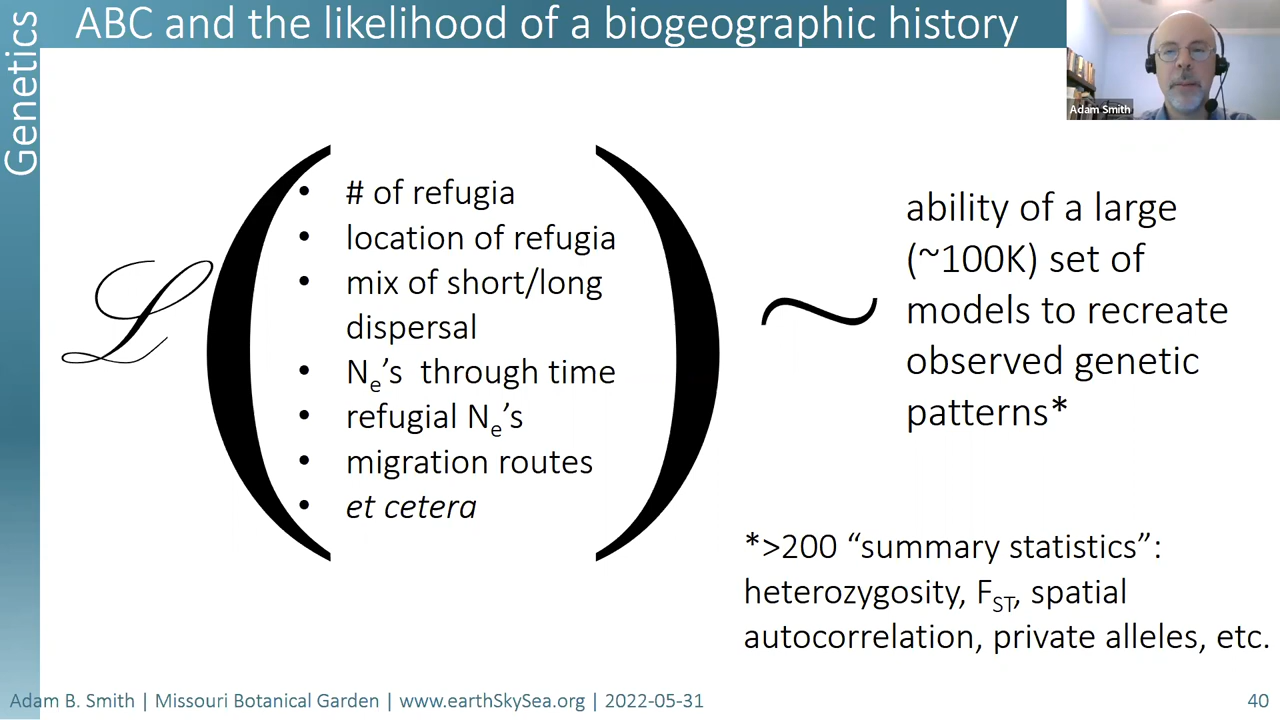 Genetics
ABC and the likelihood of a biogeographic history
Adam Smith
ℒ
(
• # of refugia
• location of refugia
• mix of short/long
dispersal
• Nₑ’s through time
• refugial Nₑ’s
• migration routes
• et cetera
)
~
ability of a large
(~100K) set of
models to recreate
observed genetic
patterns*
*>200 “summary statistics”:
heterozygosity, FST, spatial
autocorrelation, private alleles, etc.
Adam B. Smith | Missouri Botanical Garden | www.earthSkySea.org | 2022-05-31
40